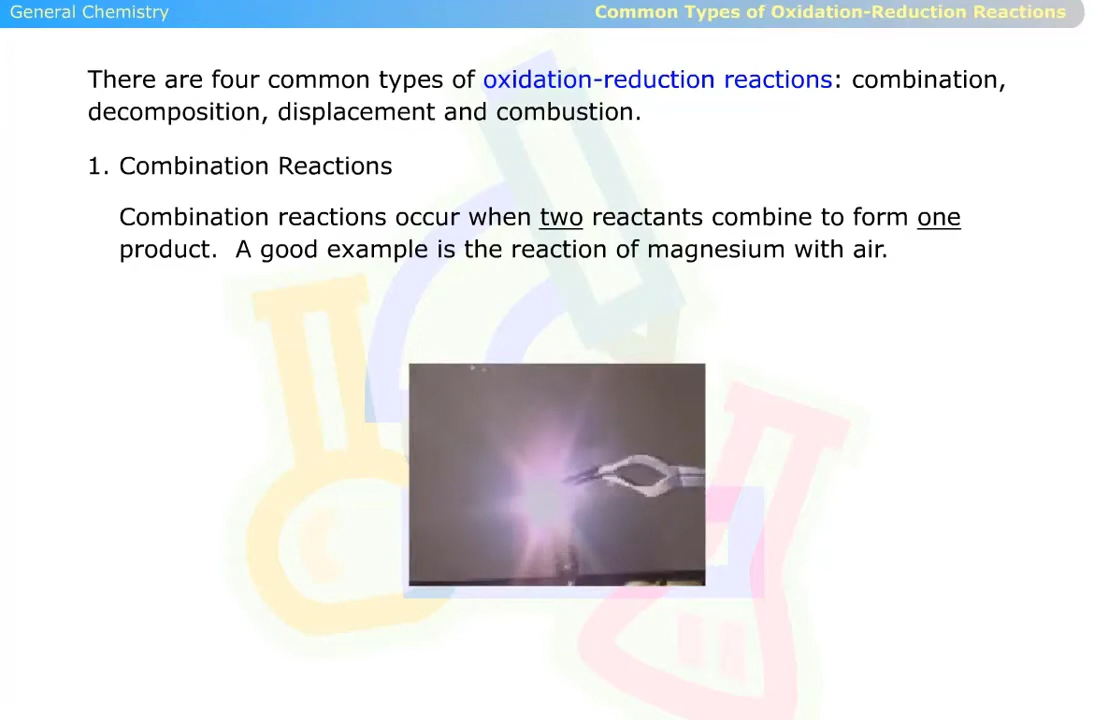 General Chemistry
Common Types of Oxidation-Reduction Reactions
There are four common types of oxidation-reduction reactions: combination,
decomposition, displacement and combustion.
1. Combination Reactions
Combination reactions occur when two reactants combine to form one
product.  A good example is the reaction of magnesium with air.